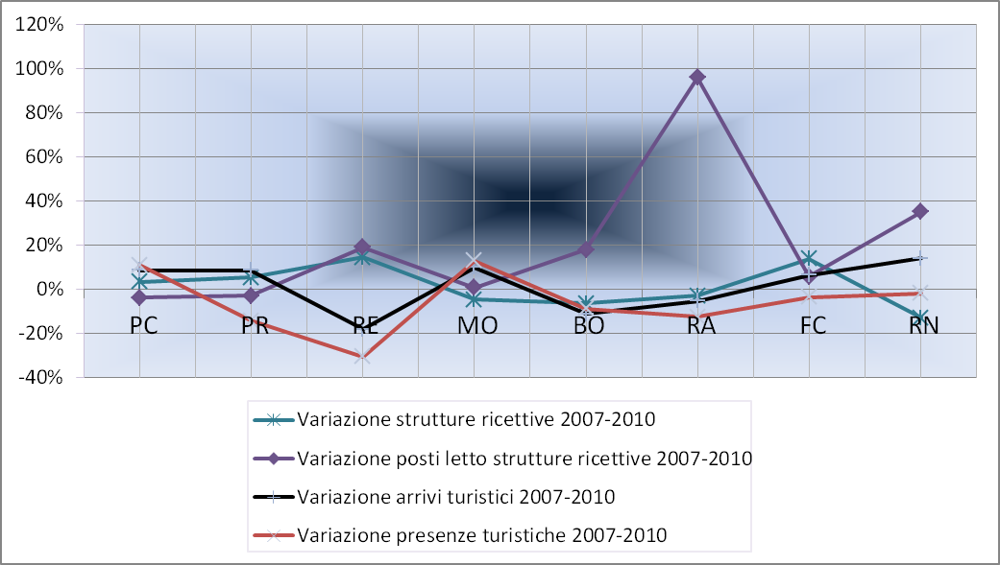 120%
100%
80%
60%
40%
20%
0%
-20%
-40%
PC PR RE MO BO RA FC RN
Variazione strutture ricettive 2007-2010
Variazione posti letto strutture ricettive 2007-2010
Variazione arrivi turistici 2007-2010
Variazione presenze turistiche 2007-2010